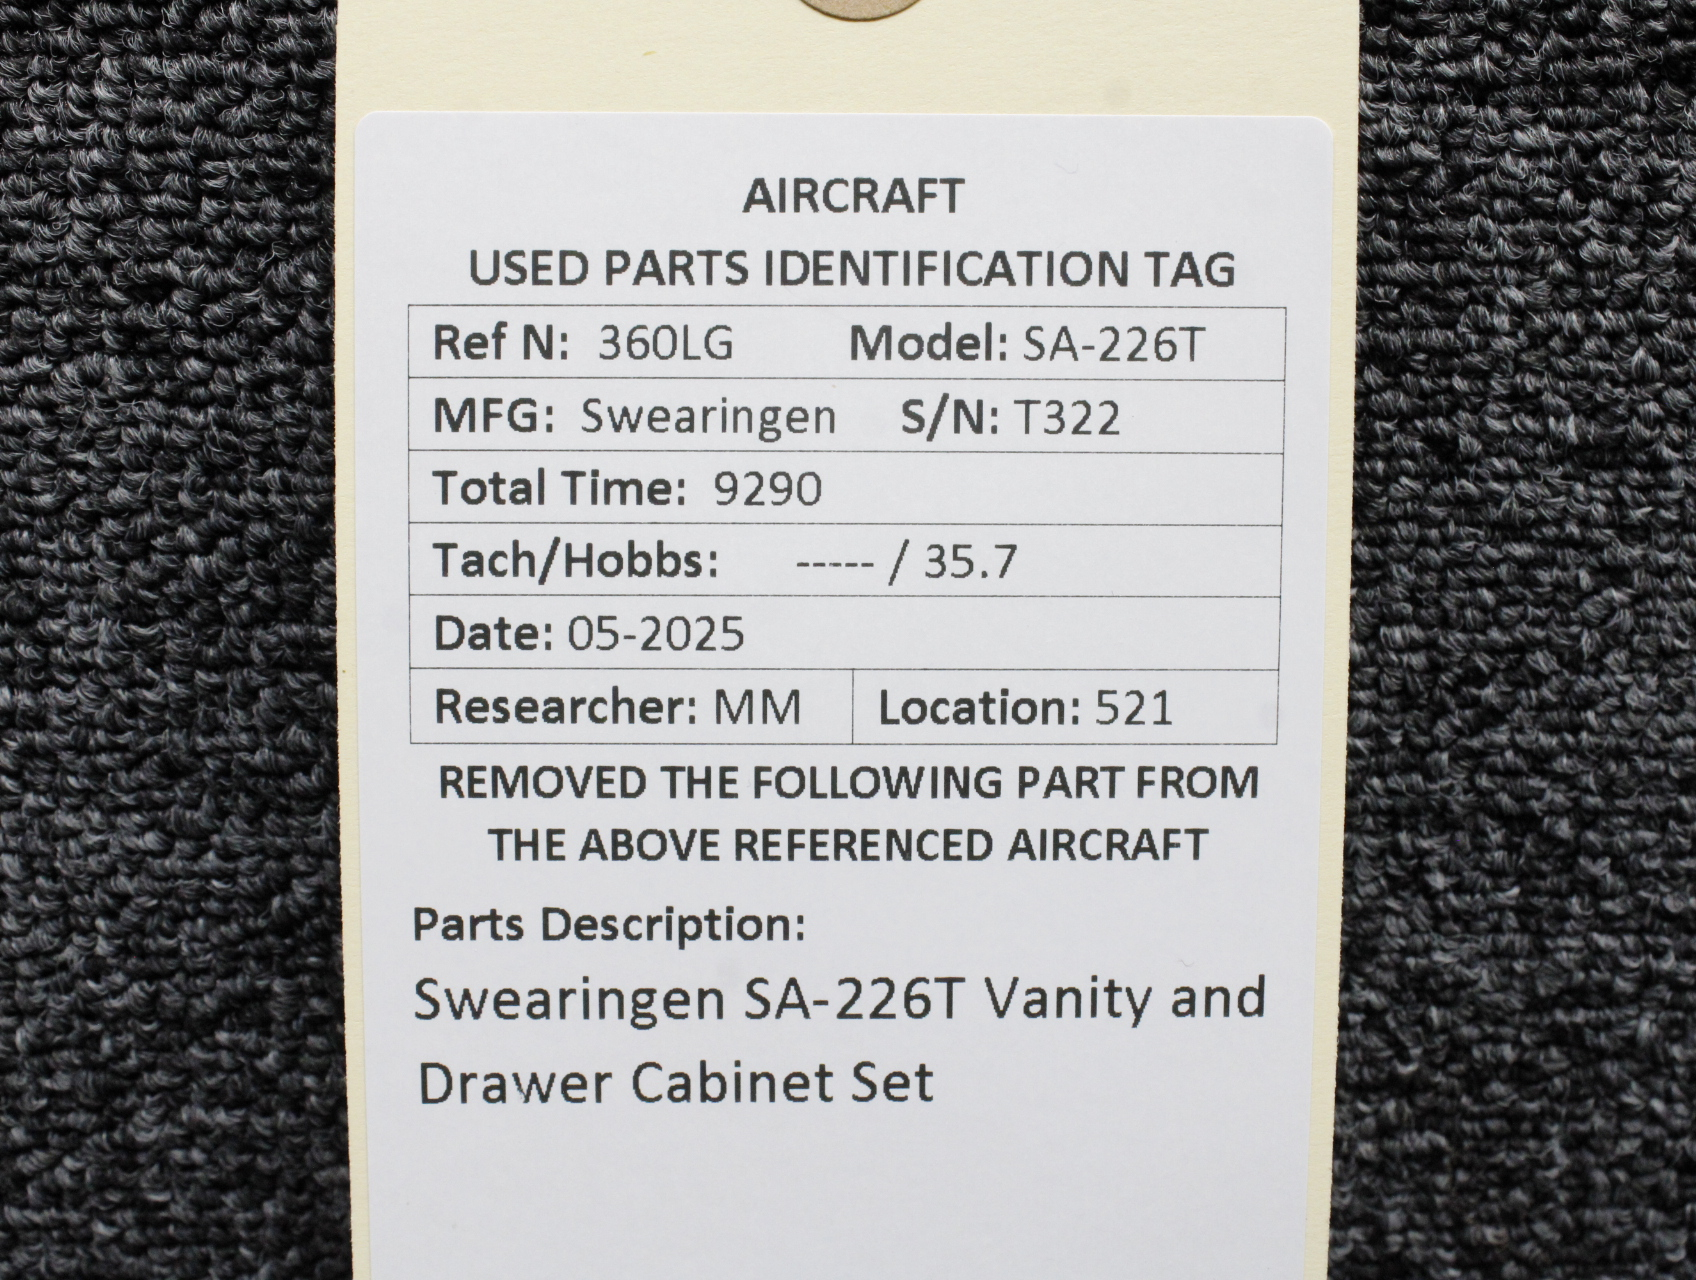 AIRCRAFT
USED PARTS IDENTIFICATION TAG
Ref N: 360LG Model: SA-226T
MFG: Swearingen S/N: T322
Total Time: 9290
Tach/Hobbs: ----- / 35.7
Date: 05-2025
Researcher: MM Location: 521
REMOVED THE FOLLOWING PART FROM
THE ABOVE REFERENCED AIRCRAFT
Parts Description:
Swearingen SA-226T Vanity and
Drawer Cabinet Set